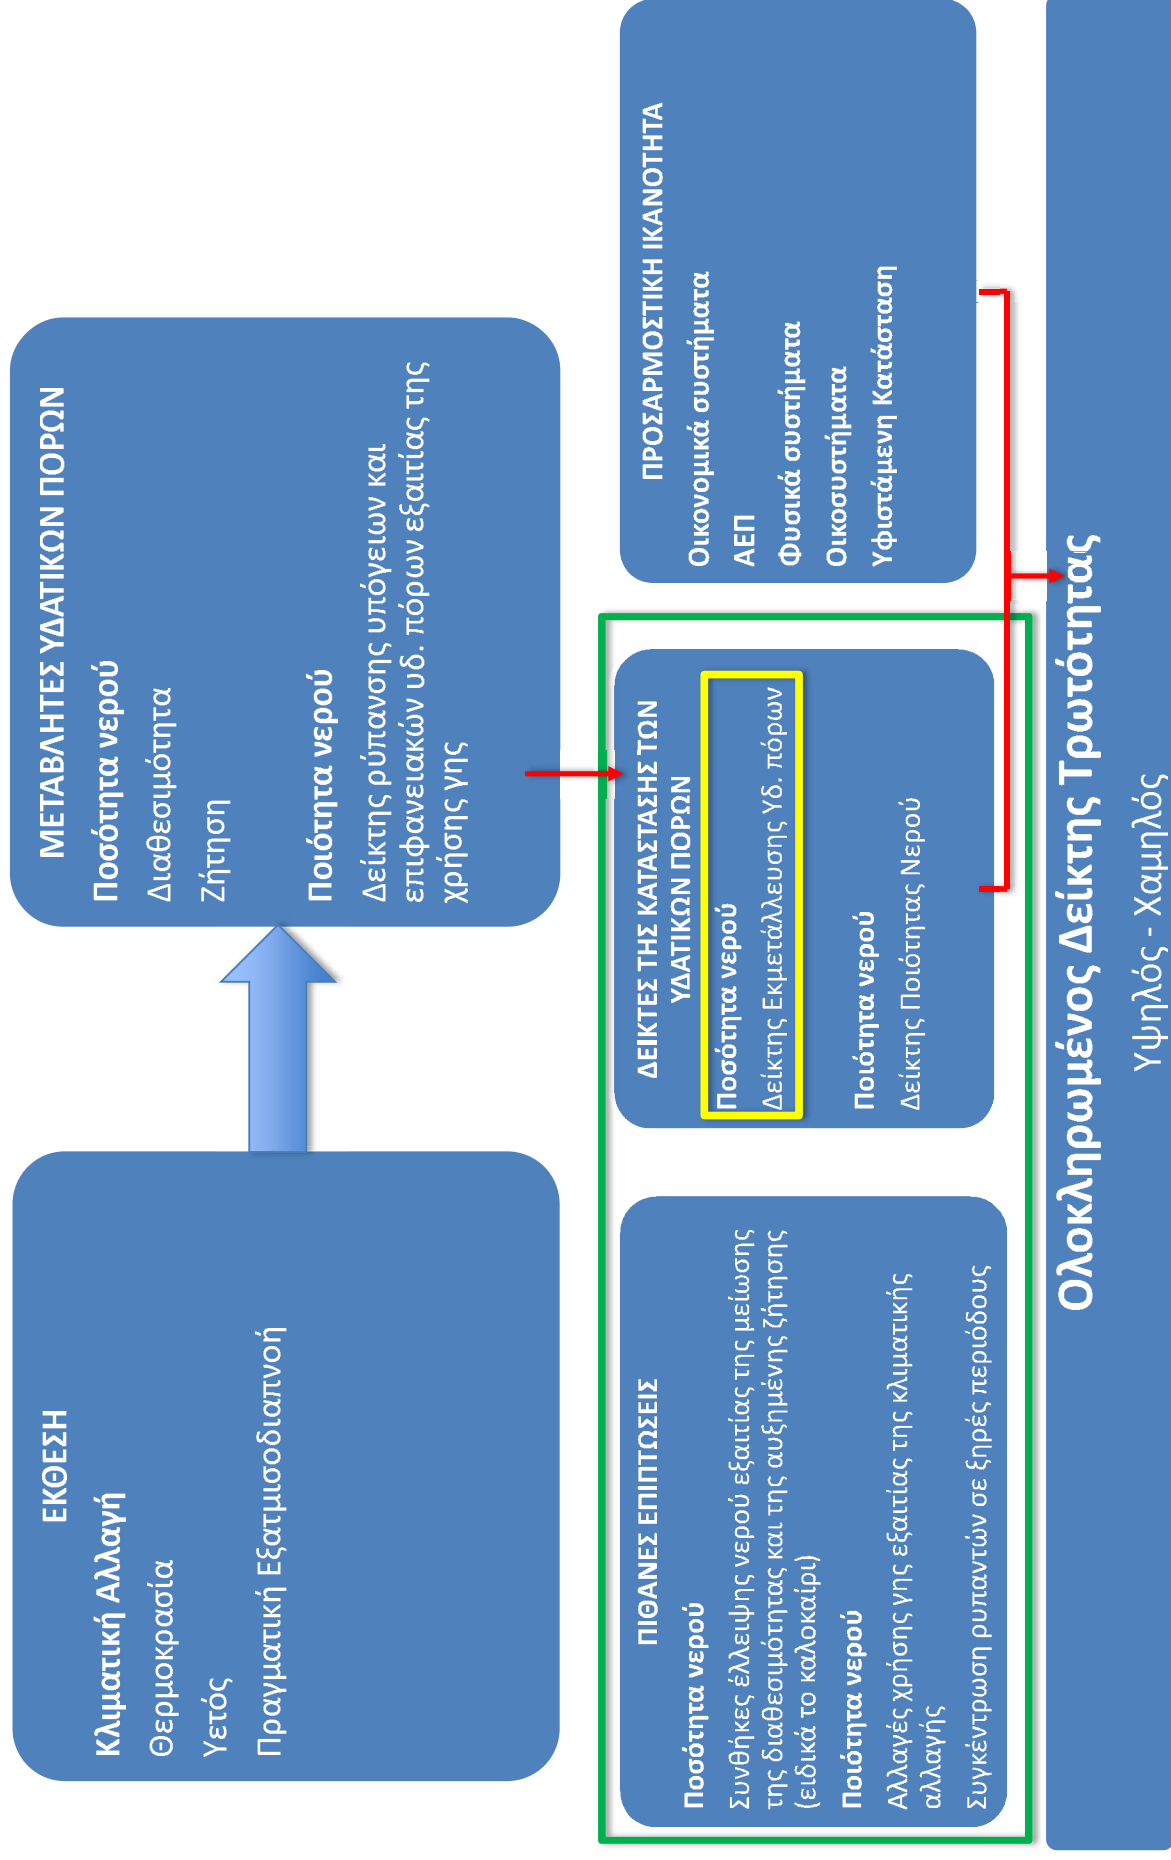 ΕΚΘΕΣΗ
Κλιματική Αλλαγή
Θερμοκρασία
Υετός
Πραγματική Εξατμισοδιαπνοή
ΜΕΤΑΒΛΗΤΕΣ ΥΔΑΤΙΚΩΝ ΠΟΡΩΝ
Ποσότητα νερού
Διαθεσιμότητα
Ζήτηση
Ποιότητα νερού
Δείκτης ρύπανσης υπόγειων και
επιφανειακών υδ. πόρων εξαιτίας της
χρήσης γης
ΠΙΘΑΝΕΣ ΕΠΙΠΤΩΣΕΙΣ
Ποσότητα νερού
Συνθήκες έλλειψης νερού εξαιτίας της μείωσης
της διαθεσιμότητας και της αυξημένης ζήτησης
(ειδικά το καλοκαίρι)
Ποιότητα νερού
Αλλαγές χρήσης γης εξαιτίας της κλιματικής
αλλαγής
Συγκέντρωση ρυπαντών σε ξηρές περιόδους
ΔΕΙΚΤΕΣ ΤΗΣ ΚΑΤΑΣΤΑΣΗΣ ΤΩΝ
ΥΔΑΤΙΚΩΝ ΠΟΡΩΝ
Ποσότητα νερού
Δείκτης Εκμετάλλευσης Υδ. πόρων
Ποιότητα νερού
Δείκτης Ποιότητας Νερού
ΠΡΟΣΑΡΜΟΣΤΙΚΗ ΙΚΑΝΟΤΗΤΑ
Οικονομικά συστήματα
ΑΕΠ
Φυσικά συστήματα
Οικοσυστήματα
Υφιστάμενη Κατάσταση
Ολοκληρωμένος Δείκτης Τρωτότητας
Υψηλός - Χαμηλός